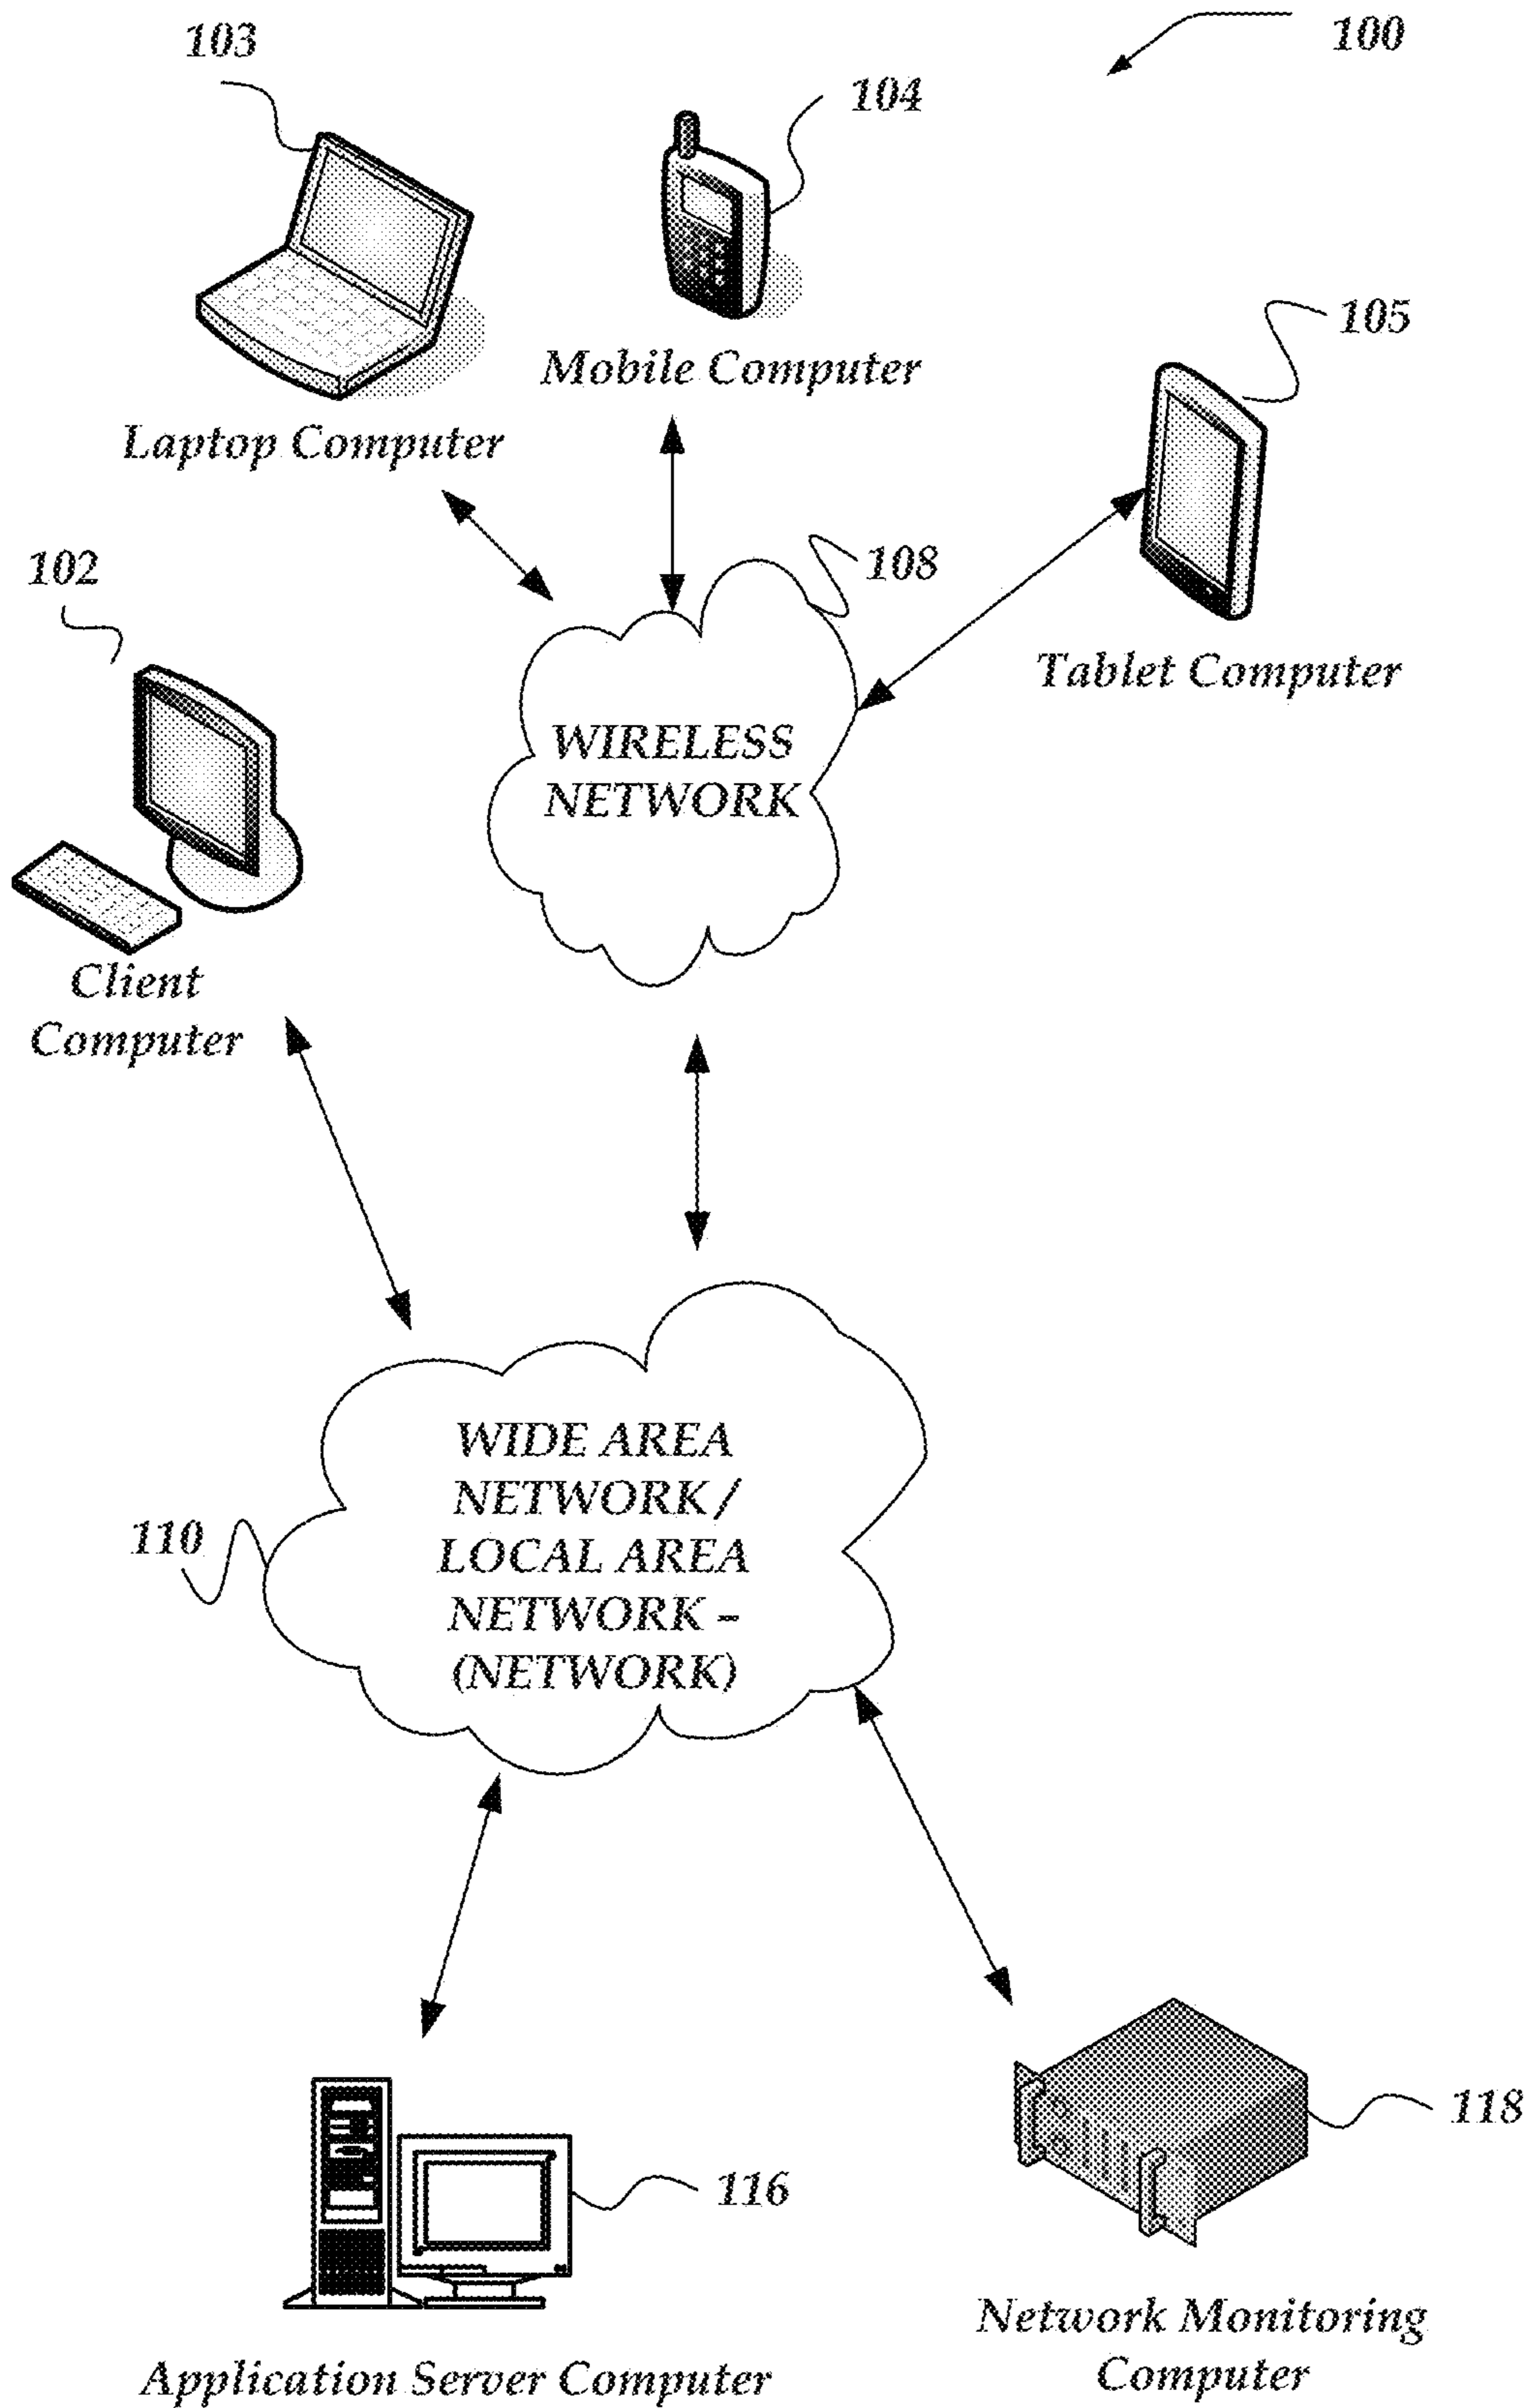 103
100
104
Mobile Computer
105
Laptop Computer
102
108
Tablet Computer
WIRELESS
NETWORK
Client
Computer
WIDE AREA
NETWORK /
LOCAL AREA
NETWORK –
(NETWORK)
110
118
116
Network Monitoring
Computer
Application Server Computer